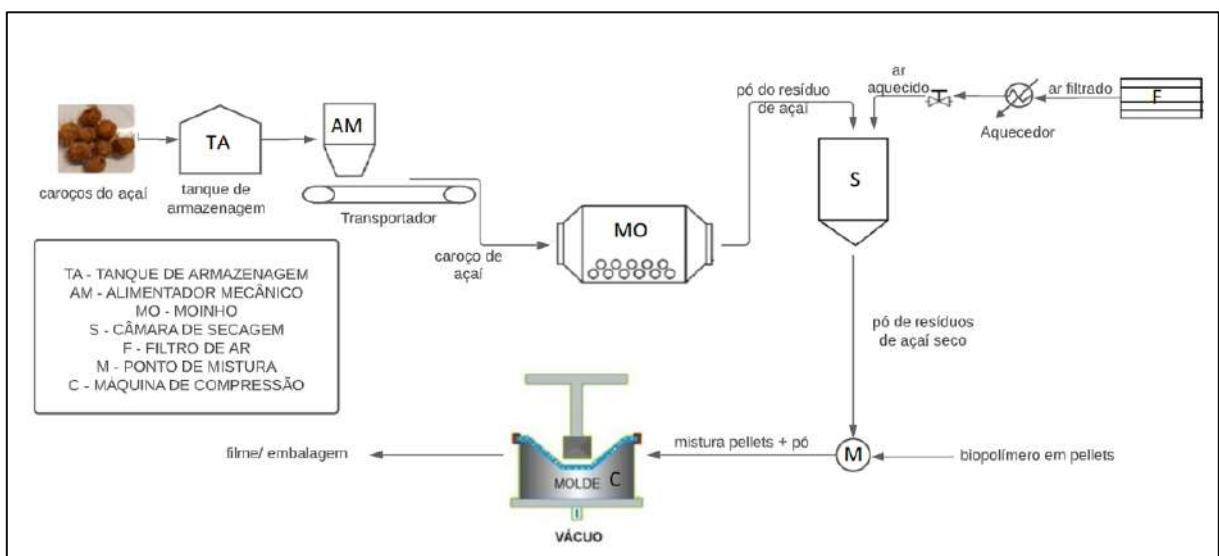 caroços do açaí
TA
tanque de
armazenagem
AM
Transportador
caroço de
açaí
MO
pó do resíduo
de açaí
S
ar
aquecido
Aquecedor
ar filtrado
F
TA - TANQUE DE ARMAZENAGEM
AM - ALIMENTADOR MECÂNICO
MO - MOINHO
S - CÂMARA DE SECAGEM
F - FILTRO DE AR
M - PONTO DE MISTURA
C - MÁQUINA DE COMPRESSÃO
pó de resíduos
de açaí seco
M
biopolímero em pellets
mistura pellets + pó
MOLDE C
VÁCUO
filme/ embalagem